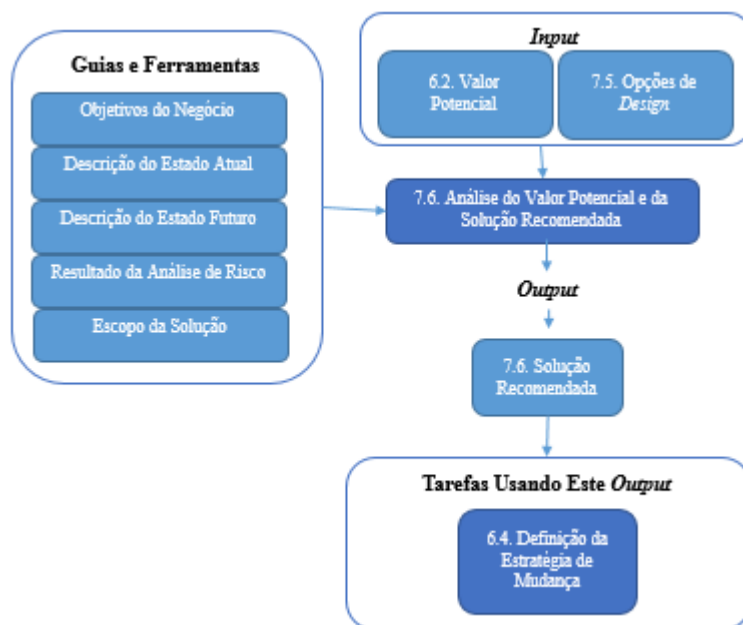 Guias e Ferramentas
Objetivos do Negócio
Descrição do Estado Atual
Descrição do Estado Futuro
Resultado da Análise de Risco
Escopo da Solução
Input
6.2. Valor
Potencial
7.5. Opções de
Design
7.6. Análise do Valor Potencial e da
Solução Recomendada
Output
7.6. Solução
Recomendada
Tarefas Usando Este Output
6.4. Definição da
Estratégia de
Mudança